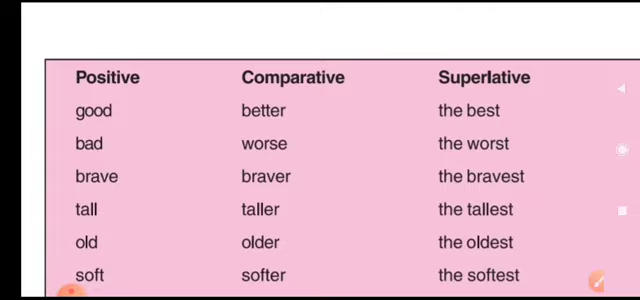 Positive Comparative Superlative
good better the best
bad worse the worst
brave braver the bravest
tall taller the tallest
old older the oldest
soft softer the softest